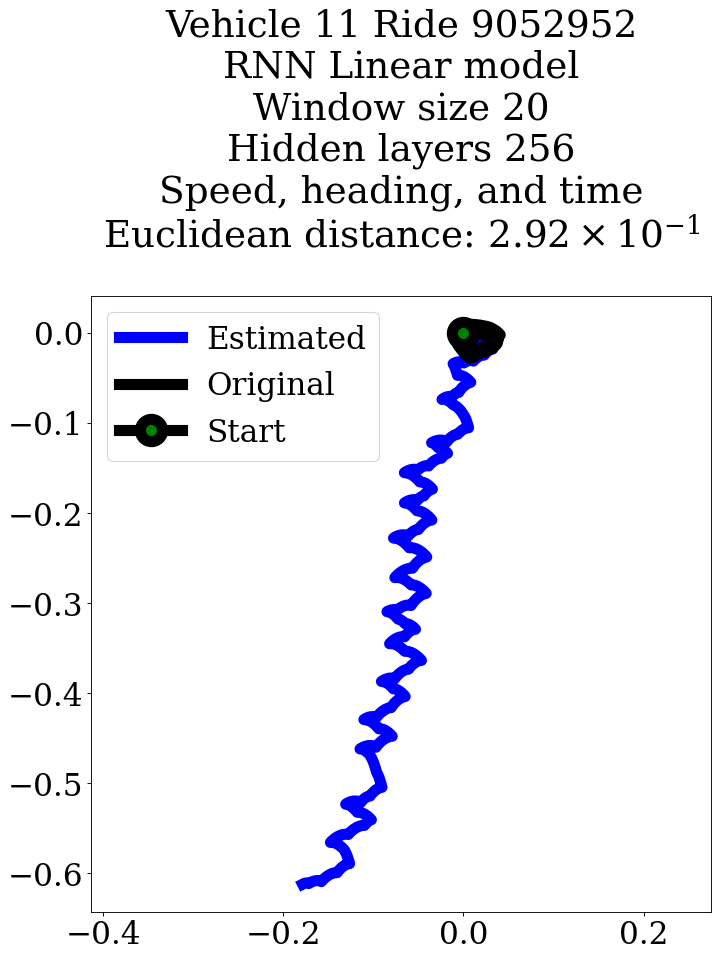 Vehicle 11 Ride 9052952
RNN Linear model
Window size 20
Hidden layers 256
Speed, heading, and time
Euclidean distance: 2.92 × 10⁻¹
Estimated
Original
Start
0.0
−0.1
−0.2
−0.3
−0.4
−0.5
−0.6
−0.4 −0.2 0.0 0.2